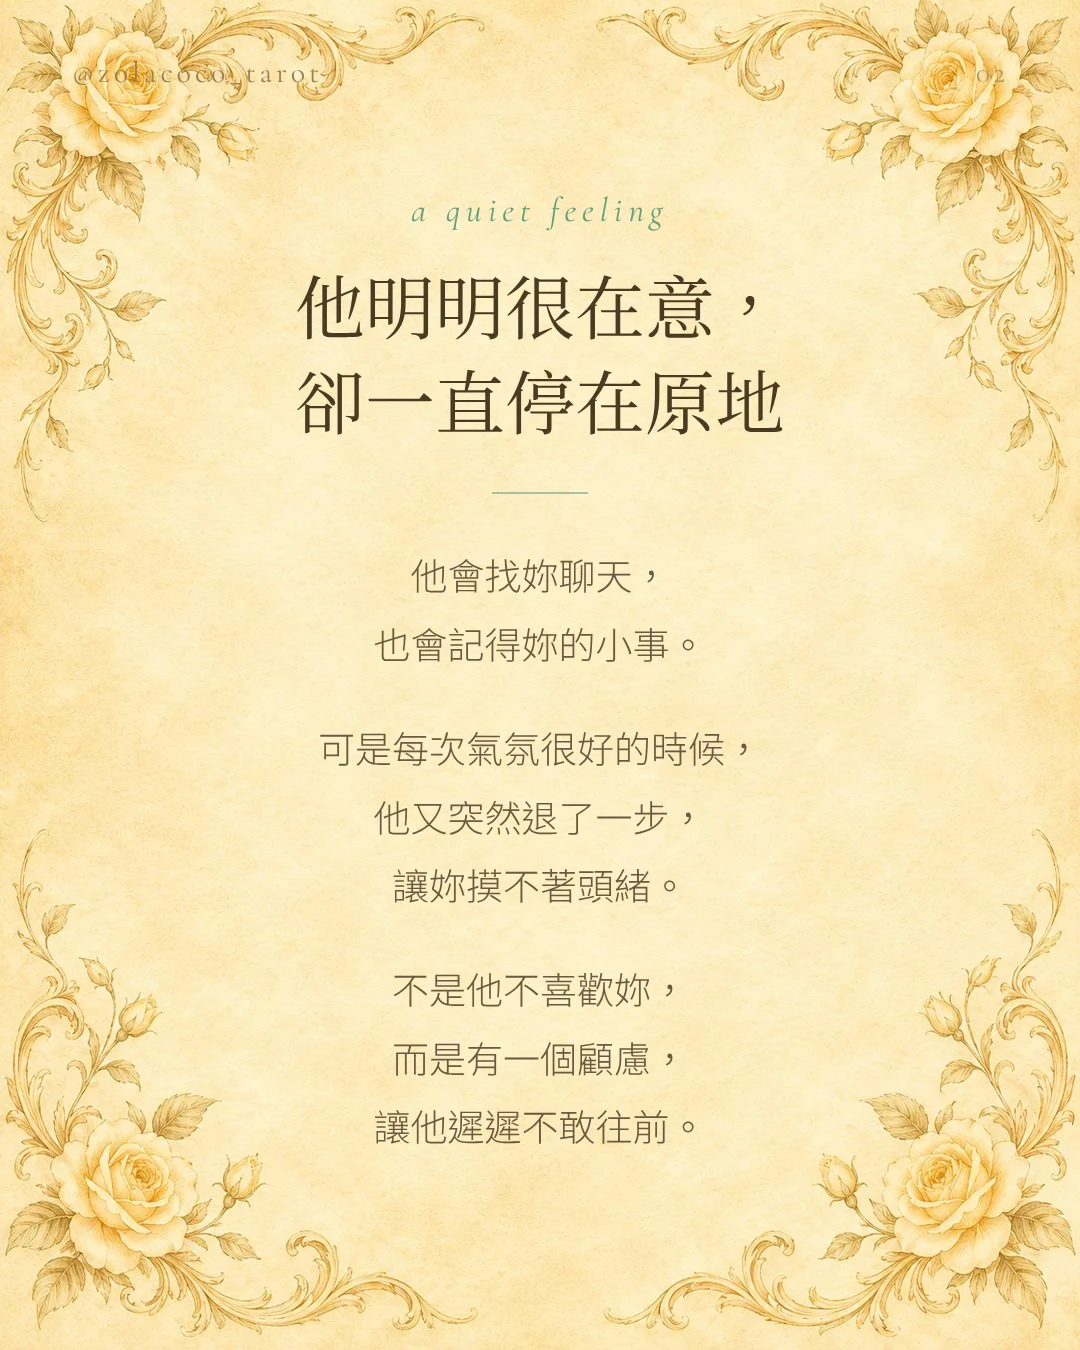 @zolacoco_tarot
02
a quiet feeling
他明明很在意，
卻一直停在原地
他會找妳聊天，
也會記得妳的小事。
可是每次氣氛很好的時候，
他又突然退了一步，
讓妳摸不著頭緒。
不是他不喜歡妳，
而是有一個顧慮，
讓他遲遲不敢往前。